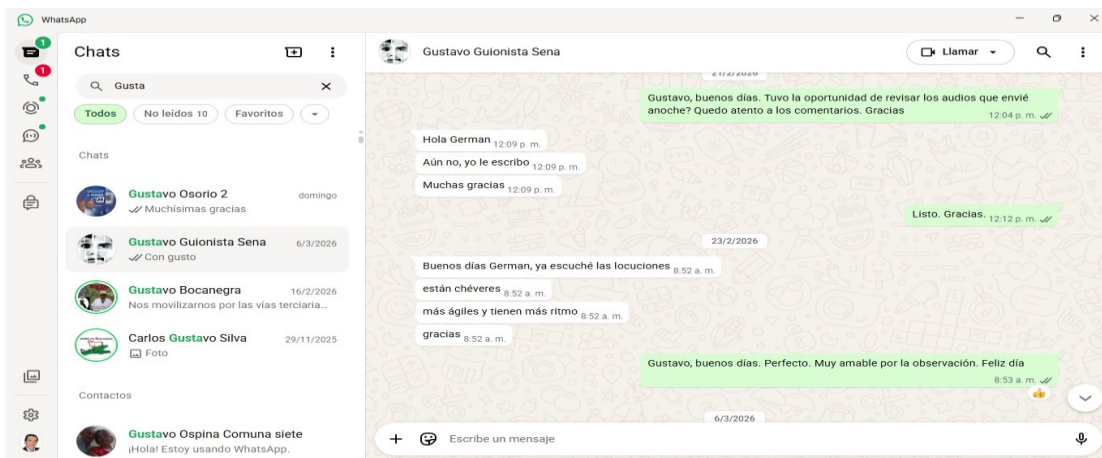 WhatsApp
1
1
Chats
Gusta
Todos
No leídos 10
Favoritos
Chats
Gustavo Osorio 2
domingo
Muchísimas gracias
Gustavo Guionista Sena
6/3/2026
Con gusto
Gustavo Bocanegra
16/2/2026
Nos movilizarnos por las vías terciaria...
Carlos Gustavo Silva
29/11/2025
Foto
Contactos
Gustavo Ospina Comuna siete
¡Hola! Estoy usando WhatsApp.
Gustavo Guionista Sena
Llamar
21/2/2026
Gustavo, buenos días. Tuvo la oportunidad de revisar los audios que envié
anoche? Quedo atento a los comentarios. Gracias
12:04 p. m.
Hola German 12:09 p. m.
Aún no, yo le escribo 12:09 p. m.
Muchas gracias 12:09 p. m.
Listo. Gracias. 12:12 p. m.
23/2/2026
Buenos días German, ya escuché las locuciones 8:52 a. m.
están chéveres 8:52 a. m.
más ágiles y tienen más ritmo 8:52 a. m.
gracias 8:52 a. m.
Gustavo, buenos días. Perfecto. Muy amable por la observación. Feliz día
8:53 a. m.
6/3/2026
Escribe un mensaje